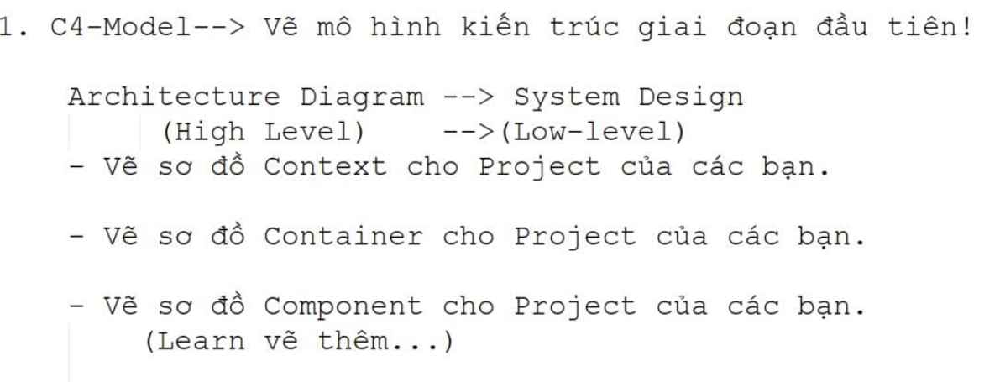 1. C4-Model--> Vẽ mô hình kiến trúc giai đoạn đầu tiên!
Architecture Diagram --> System Design
(High Level) -->(Low-level)
- Vẽ sơ đồ Context cho Project của các bạn.
- Vẽ sơ đồ Container cho Project của các bạn.
- Vẽ sơ đồ Component cho Project của các bạn.
(Learn vẽ thêm...)